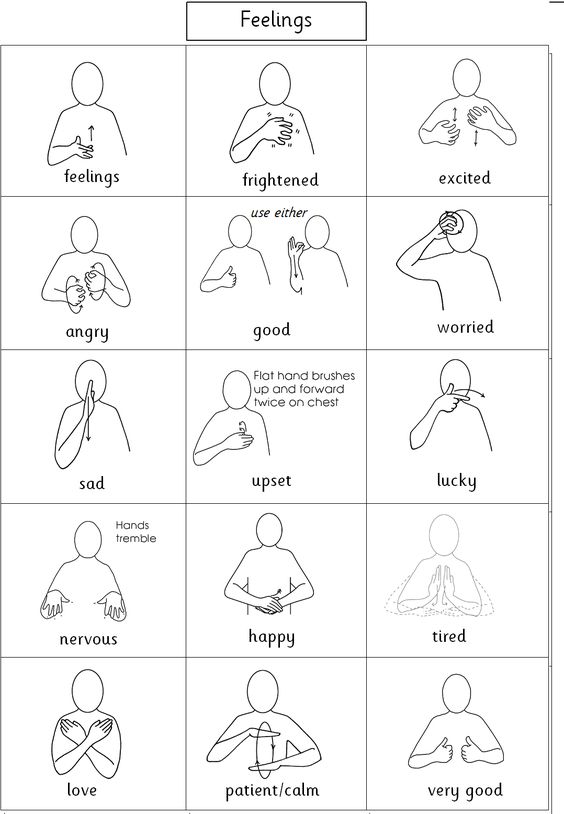 Feelings
feelings
frightened
excited
angry
use either
good
worried
sad
Flat hand brushes
up and forward
twice on chest
upset
lucky
Hands
tremble
nervous
happy
tired
love
patient/calm
very good